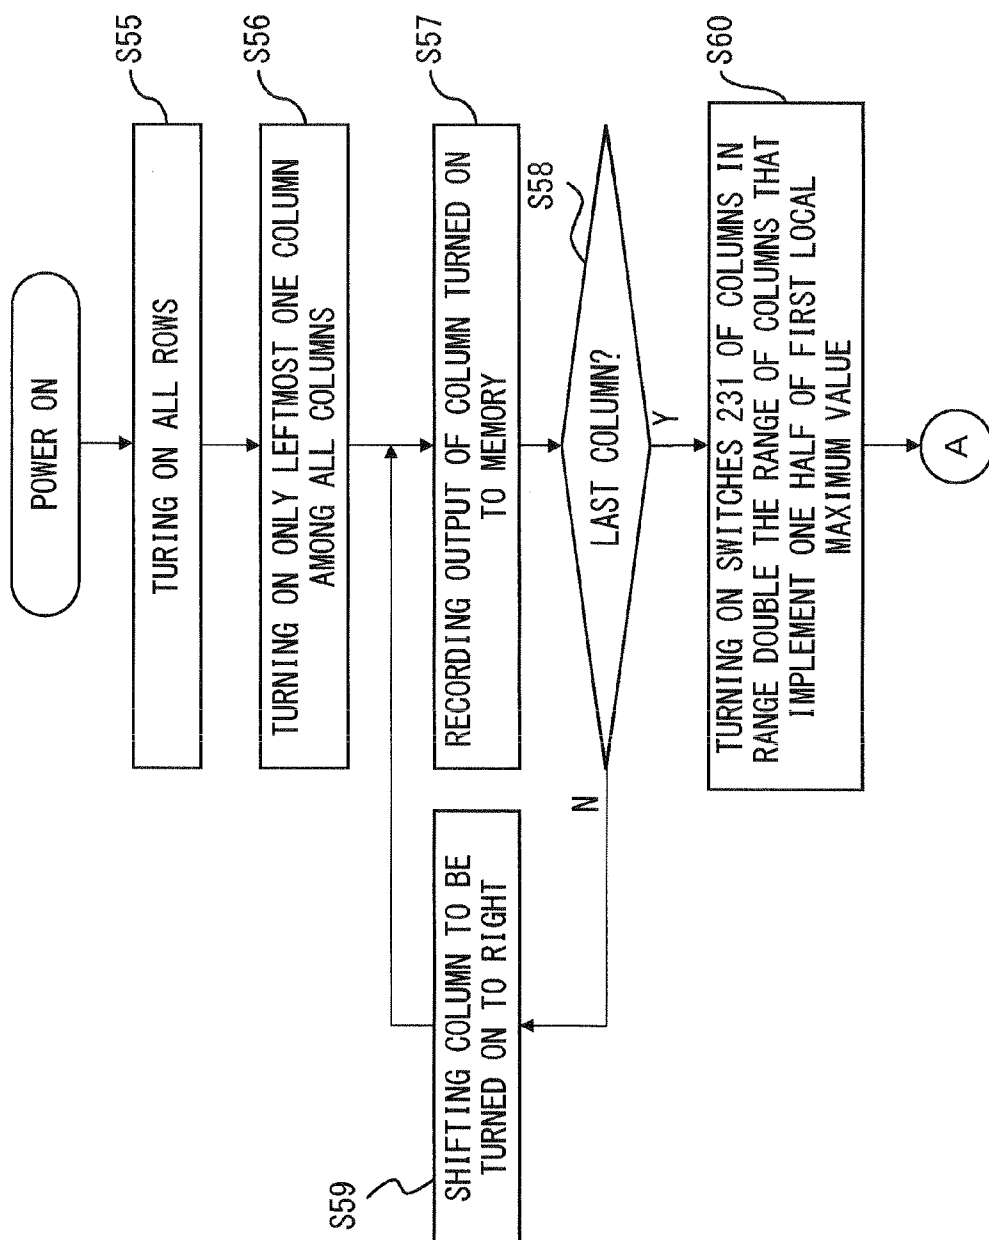 POWER ON
TURING ON ALL ROWS
S55
TURNING ON ONLY LEFTMOST ONE COLUMN
AMONG ALL COLUMNS
S56
RECORDING OUTPUT OF COLUMN TURNED ON
TO MEMORY
S57
LAST COLUMN?
S58
N
Y
SHIFTING COLUMN TO BE
TURNED ON TO RIGHT
S59
TURNING ON SWITCHES 231 OF COLUMNS IN
RANGE DOUBLE THE RANGE OF COLUMNS THAT
IMPLEMENT ONE HALF OF FIRST LOCAL
MAXIMUM VALUE
S60
A